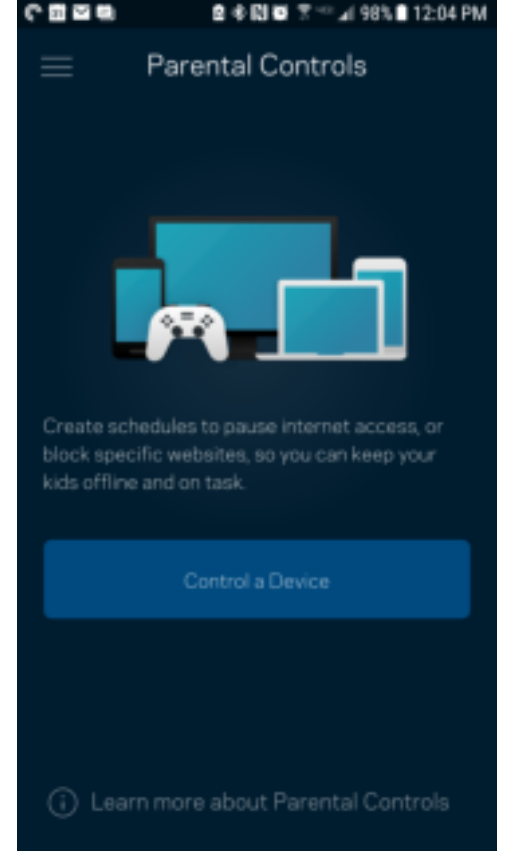 98% 12:04 PM
Parental Controls
Create schedules to pause internet access, or
block specific websites, so you can keep your
kids offline and on task.
Control a Device
Learn more about Parental Controls